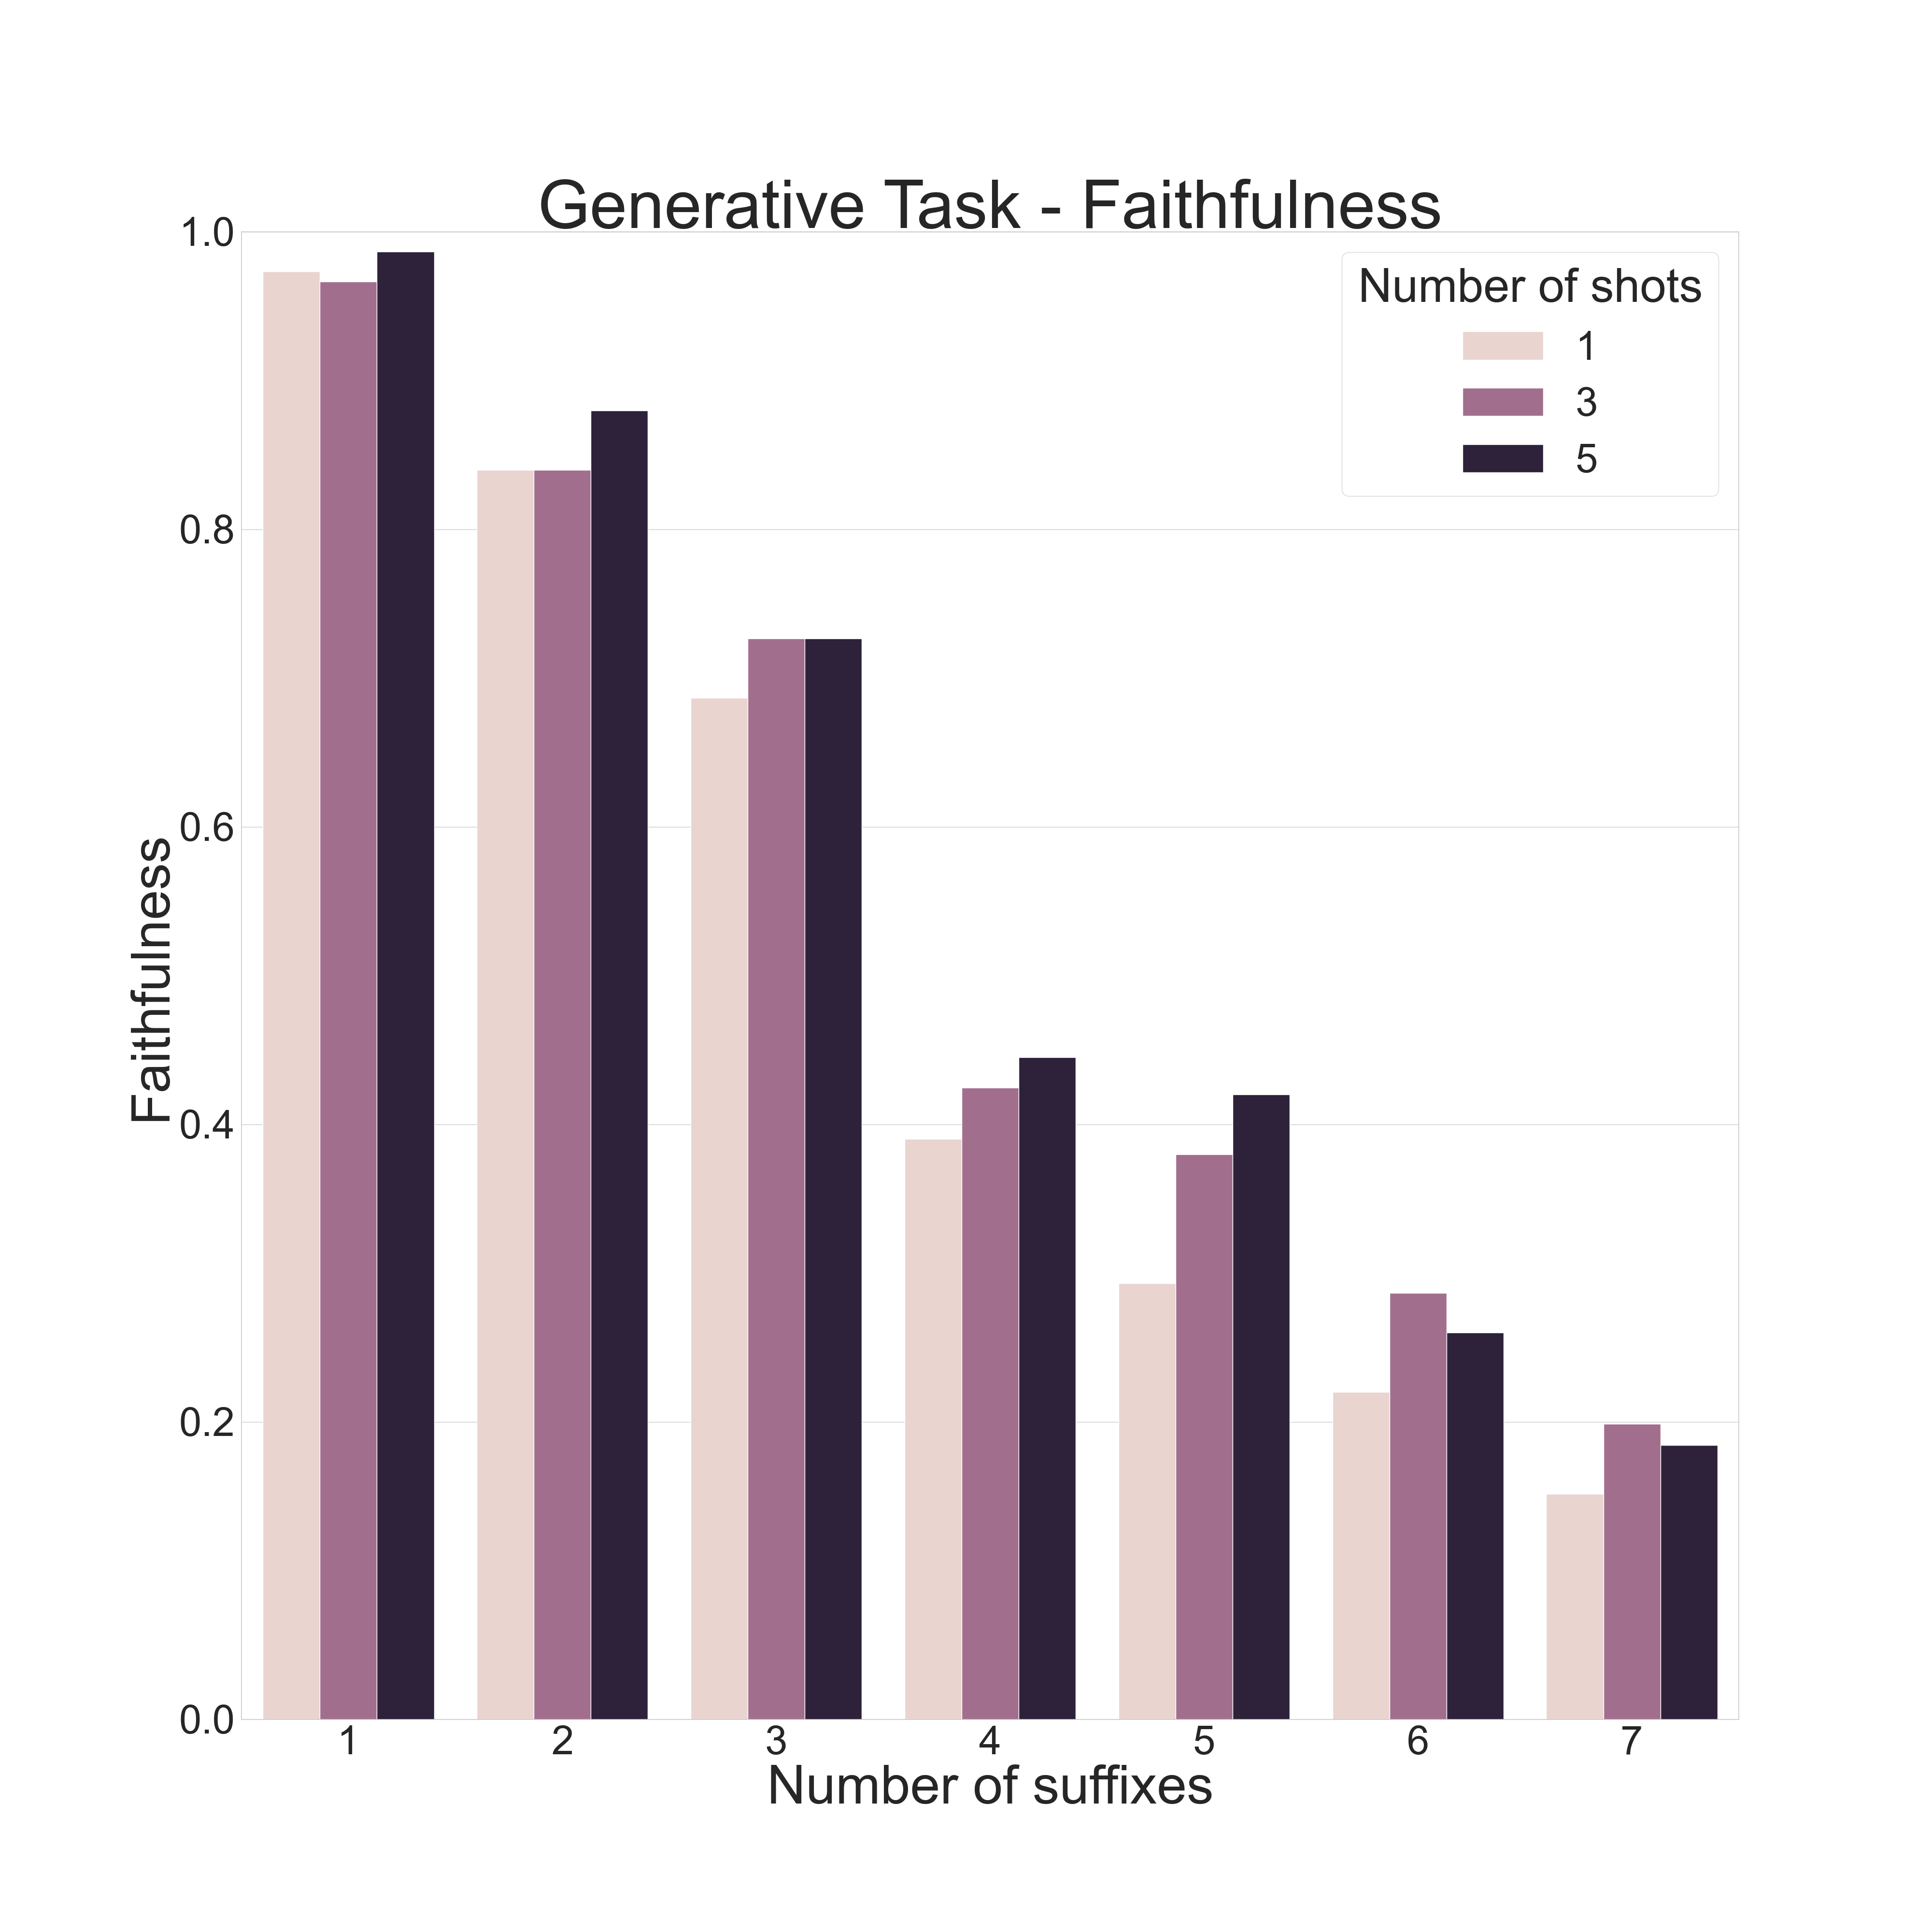 Generative Task - Faithfulness
Number of shots
1
3
5
Faithfulness
1.0
0.8
0.6
0.4
0.2
0.0
1 2 3 4 5 6 7
Number of suffixes